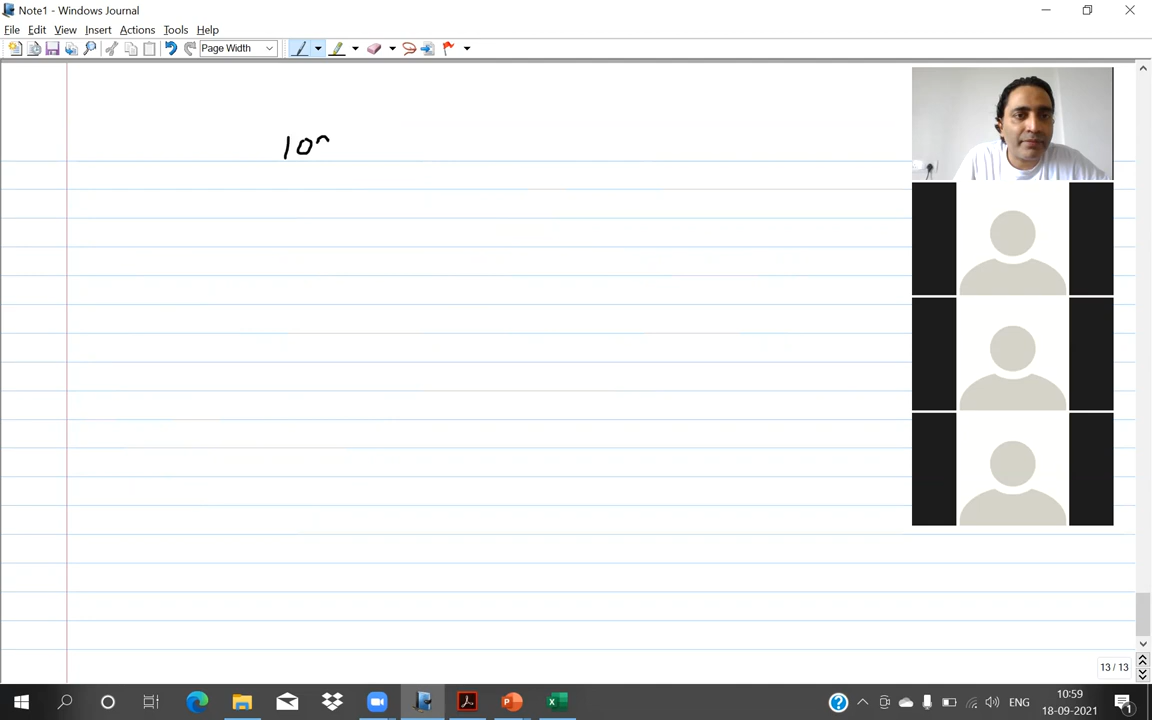 Note1 - Windows Journal
File Edit View Insert Actions Tools Help
Page Width
10
13 / 13
ENG
10:59
18-09-2021
1